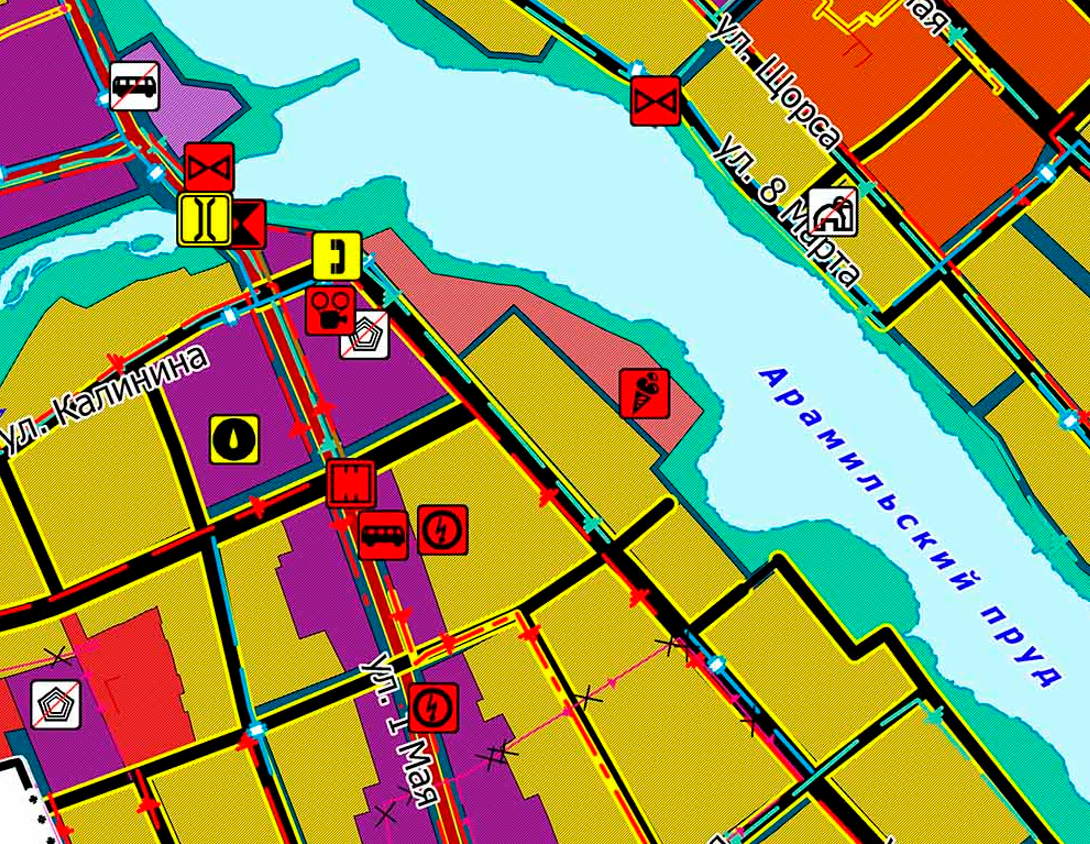 ул. Щорса
ул. 8 Марта
ул. Калинина
Арамильский пруд
ул. 1 Мая